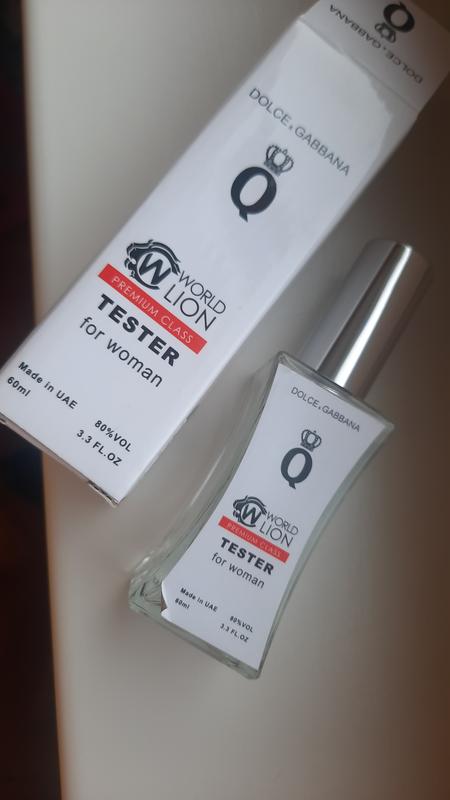 DOLCE & GABBANA
Q
DOLCE & GABBANA
Q
W WORLD
LION
PREMIUM CLASS
TESTER
for woman
Made in UAE
60ml
80%VOL
3.3 FL.OZ
DOLCE & GABBANA
Q
W WORLD
LION
PREMIUM CLASS
TESTER
for woman
Made in UAE
60ml
80%VOL
3.3 FL.OZ